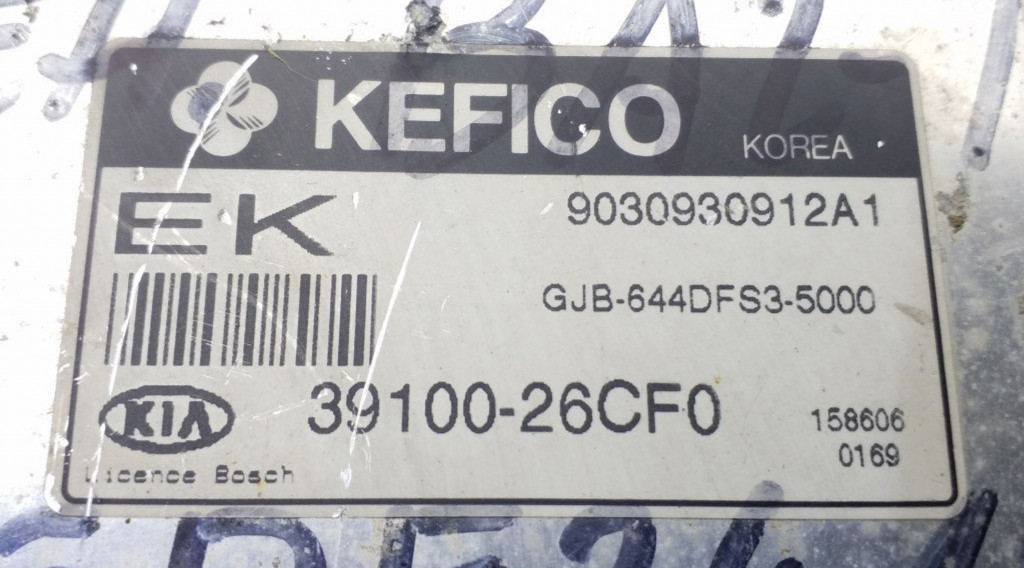 KEFICO KOREA
EK 9030930912A1
GJB-644DFS3-5000
KIA 39100-26CF0 158606
0169
Licence Bosch